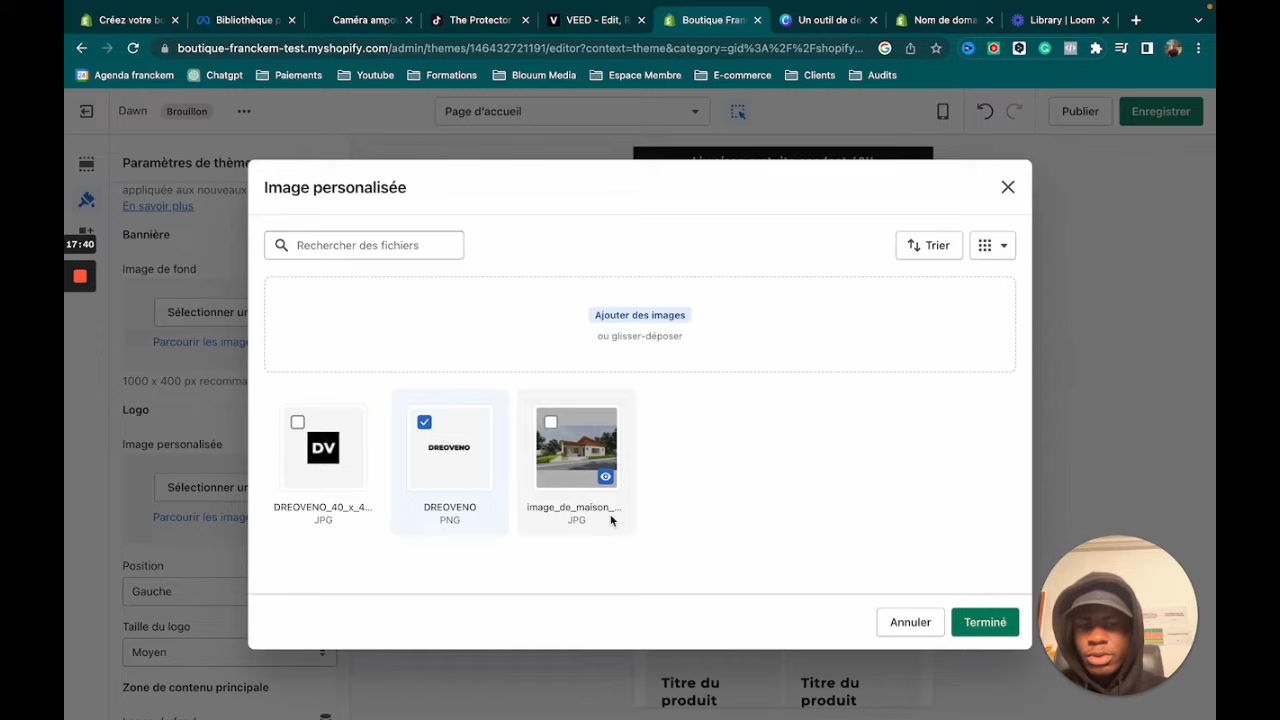 Créez votre bo
Bibliothèque p
Caméra ampou
The Protector
VEED - Edit, R
Boutique Fran
Un outil de de
Nom de doma
Library | Loom
boutique-franckem-test.myshopify.com/admin/themes/146432721191/editor?context=theme&category=gid%3A%2F%2Fshopify...
Agenda franckem
Chatgpt
Paiements
Youtube
Formations
Blouum Media
Espace Membre
E-commerce
Clients
Audits
Dawn
Brouillon
Page d'accueil
Publier
Enregistrer
Paramètres de thèm
appliquée aux nouveaux
En savoir plus
Bannière
17:40
Image de fond
Sélectionner un
Parcourir les imag
1000 x 400 px recomma
Logo
Image personalisée
Sélectionner un
Parcourir les imag
Position
Gauche
Taille du logo
Moyen
Zone de contenu principale
Image personalisée
Rechercher des fichiers
Trier
Ajouter des images
ou glisser-déposer
DV
DREOVENO_40_x_4...
JPG
DREOVENO
DREOVENO
PNG
image_de_maison_...
JPG
Annuler
Terminé
Titre du
produit
Titre du
produit